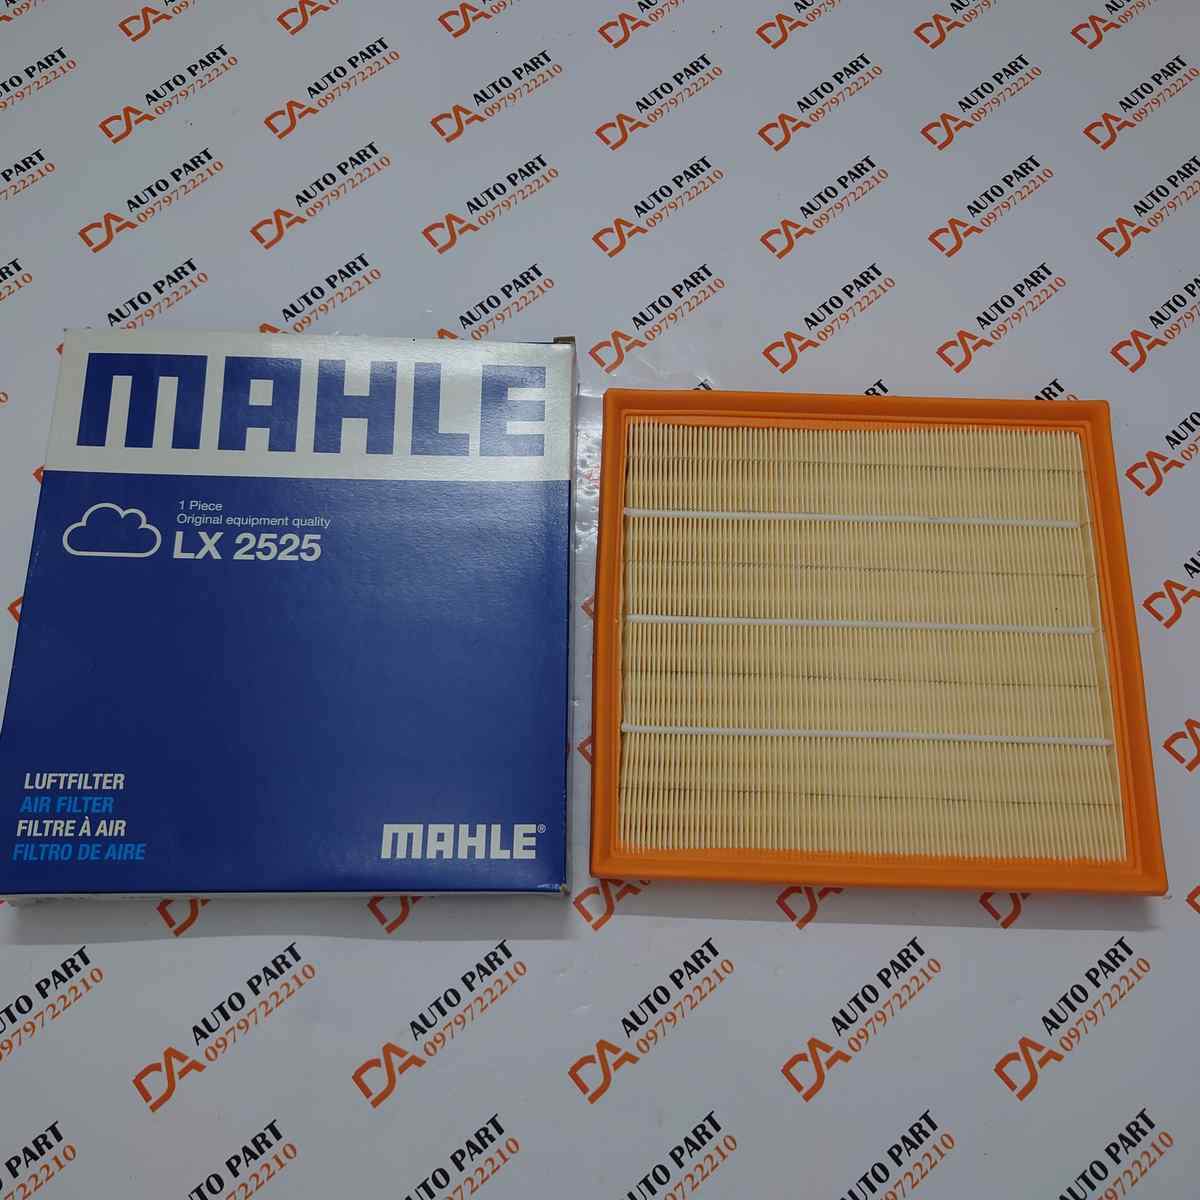 MAHLE
1 Piece
Original equipment quality
LX 2525
LUFTFILTER
AIR FILTER
FILTRE À AIR
FILTRO DE AIRE
MAHLE®
DA AUTO PART
0979722210